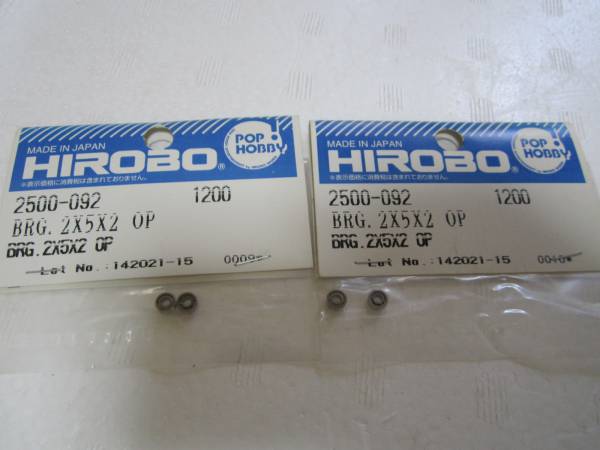 MADE IN JAPAN
HIROBO®
POP
HOBBY
※表示価格に消費税は含まれておりません。
2500-092 1200
BRG. 2X5X2 OP
BRG. 2X5X2 OP
Lot No.:142021-15
MADE IN JAPAN
HIROBO®
POP
HOBBY
※表示価格に消費税は含まれておりません。
2500-092 1200
BRG. 2X5X2 OP
BRG. 2X5X2 OP
Lot No.:142021-15